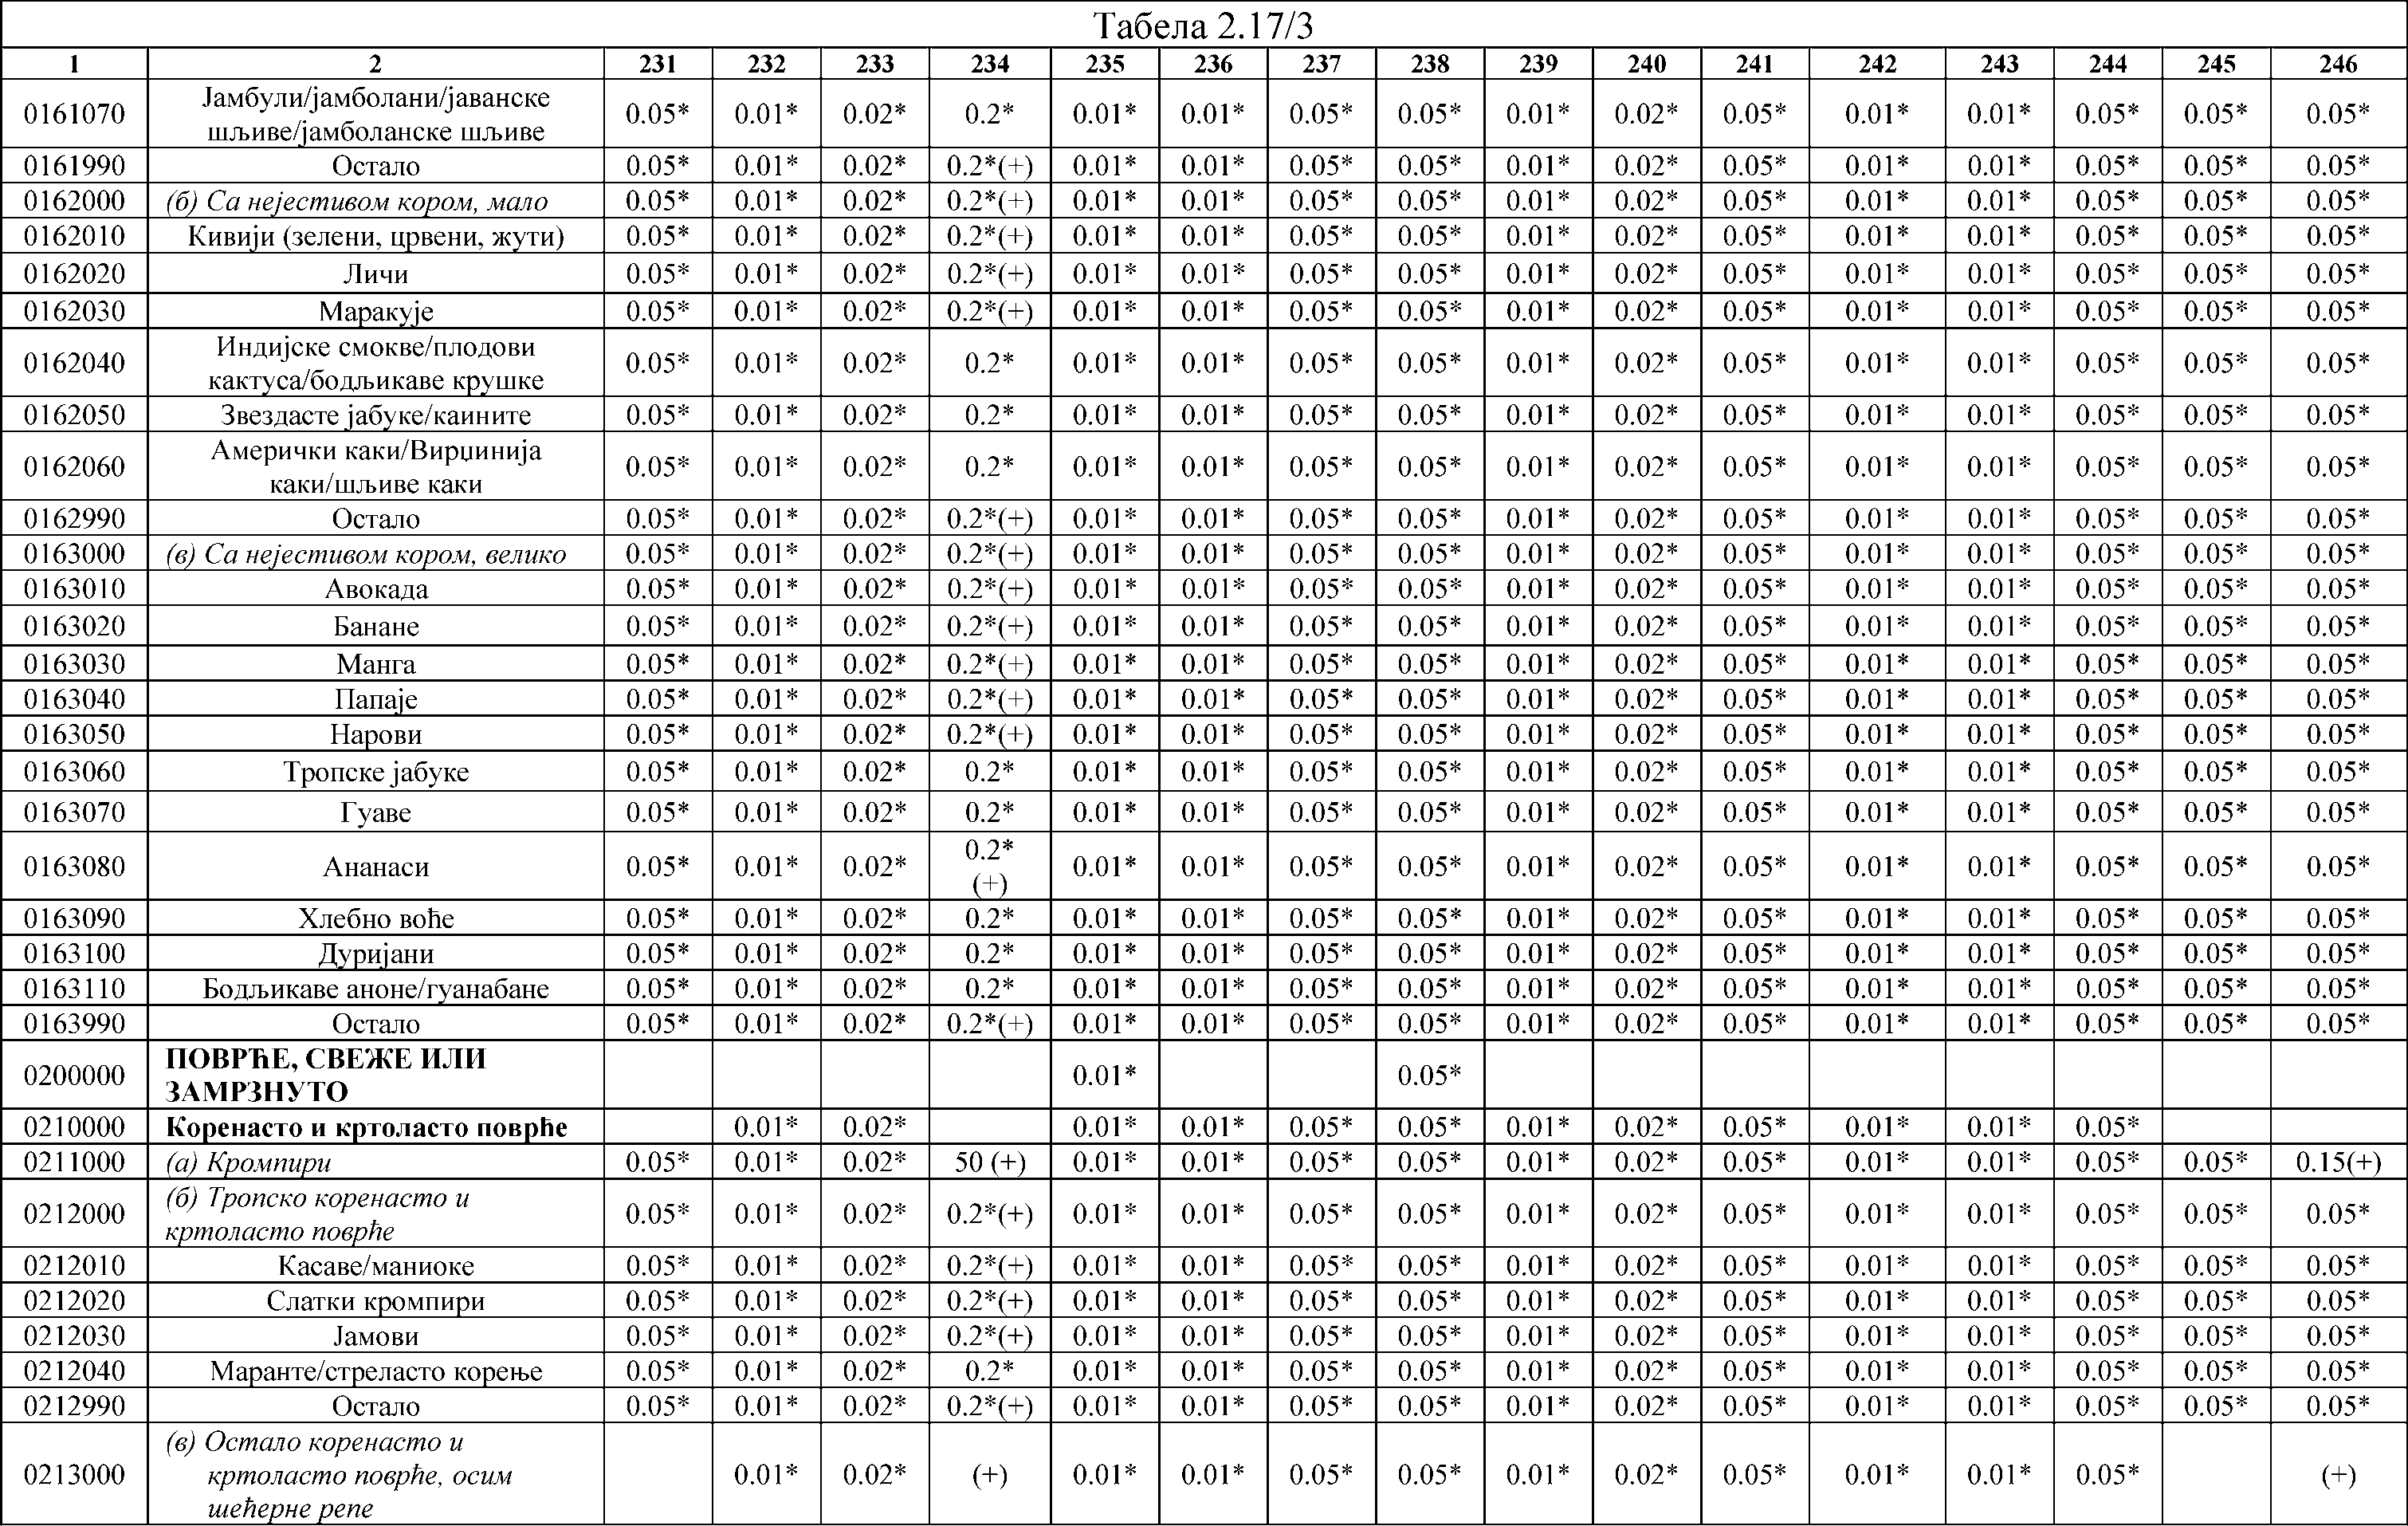 Табела 2.17/3
1 2 231 232 233 234 235 236 237 238 239 240 241 242 243 244 245 246
0161070 Јамбули/јамболани/јаванске шљиве/јамболанске шљиве 0.05* 0.01* 0.02* 0.2* 0.01* 0.01* 0.05* 0.05* 0.01* 0.02* 0.05* 0.01* 0.01* 0.05* 0.05* 0.05*
0161990 Остало 0.05* 0.01* 0.02* 0.2*(+) 0.01* 0.01* 0.05* 0.05* 0.01* 0.02* 0.05* 0.01* 0.01* 0.05* 0.05* 0.05*
0162000 (б) Са нејестивом кором, мало 0.05* 0.01* 0.02* 0.2*(+) 0.01* 0.01* 0.05* 0.05* 0.01* 0.02* 0.05* 0.01* 0.01* 0.05* 0.05* 0.05*
0162010 Кивији (зелени, црвени, жути) 0.05* 0.01* 0.02* 0.2*(+) 0.01* 0.01* 0.05* 0.05* 0.01* 0.02* 0.05* 0.01* 0.01* 0.05* 0.05* 0.05*
0162020 Личи 0.05* 0.01* 0.02* 0.2*(+) 0.01* 0.01* 0.05* 0.05* 0.01* 0.02* 0.05* 0.01* 0.01* 0.05* 0.05* 0.05*
0162030 Маракује 0.05* 0.01* 0.02* 0.2*(+) 0.01* 0.01* 0.05* 0.05* 0.01* 0.02* 0.05* 0.01* 0.01* 0.05* 0.05* 0.05*
0162040 Индијске смокве/плодови кактуса/бодљикаве крушке 0.05* 0.01* 0.02* 0.2* 0.01* 0.01* 0.05* 0.05* 0.01* 0.02* 0.05* 0.01* 0.01* 0.05* 0.05* 0.05*
0162050 Звездасте јабуке/каините 0.05* 0.01* 0.02* 0.2* 0.01* 0.01* 0.05* 0.05* 0.01* 0.02* 0.05* 0.01* 0.01* 0.05* 0.05* 0.05*
0162060 Амерички каки/Вирџинија каки/шљиве каки 0.05* 0.01* 0.02* 0.2* 0.01* 0.01* 0.05* 0.05* 0.01* 0.02* 0.05* 0.01* 0.01* 0.05* 0.05* 0.05*
0162990 Остало 0.05* 0.01* 0.02* 0.2*(+) 0.01* 0.01* 0.05* 0.05* 0.01* 0.02* 0.05* 0.01* 0.01* 0.05* 0.05* 0.05*
0163000 (в) Са нејестивом кором, велико 0.05* 0.01* 0.02* 0.2*(+) 0.01* 0.01* 0.05* 0.05* 0.01* 0.02* 0.05* 0.01* 0.01* 0.05* 0.05* 0.05*
0163010 Авокада 0.05* 0.01* 0.02* 0.2*(+) 0.01* 0.01* 0.05* 0.05* 0.01* 0.02* 0.05* 0.01* 0.01* 0.05* 0.05* 0.05*
0163020 Банане 0.05* 0.01* 0.02* 0.2*(+) 0.01* 0.01* 0.05* 0.05* 0.01* 0.02* 0.05* 0.01* 0.01* 0.05* 0.05* 0.05*
0163030 Манга 0.05* 0.01* 0.02* 0.2*(+) 0.01* 0.01* 0.05* 0.05* 0.01* 0.02* 0.05* 0.01* 0.01* 0.05* 0.05* 0.05*
0163040 Папаје 0.05* 0.01* 0.02* 0.2*(+) 0.01* 0.01* 0.05* 0.05* 0.01* 0.02* 0.05* 0.01* 0.01* 0.05* 0.05* 0.05*
0163050 Нарови 0.05* 0.01* 0.02* 0.2*(+) 0.01* 0.01* 0.05* 0.05* 0.01* 0.02* 0.05* 0.01* 0.01* 0.05* 0.05* 0.05*
0163060 Тропске јабуке 0.05* 0.01* 0.02* 0.2* 0.01* 0.01* 0.05* 0.05* 0.01* 0.02* 0.05* 0.01* 0.01* 0.05* 0.05* 0.05*
0163070 Гуаве 0.05* 0.01* 0.02* 0.2* 0.01* 0.01* 0.05* 0.05* 0.01* 0.02* 0.05* 0.01* 0.01* 0.05* 0.05* 0.05*
0163080 Ананаси 0.05* 0.01* 0.02* 0.2* (+) 0.01* 0.01* 0.05* 0.05* 0.01* 0.02* 0.05* 0.01* 0.01* 0.05* 0.05* 0.05*
0163090 Хлебно воће 0.05* 0.01* 0.02* 0.2* 0.01* 0.01* 0.05* 0.05* 0.01* 0.02* 0.05* 0.01* 0.01* 0.05* 0.05* 0.05*
0163100 Дуријани 0.05* 0.01* 0.02* 0.2* 0.01* 0.01* 0.05* 0.05* 0.01* 0.02* 0.05* 0.01* 0.01* 0.05* 0.05* 0.05*
0163110 Бодљикаве аноне/гуанабане 0.05* 0.01* 0.02* 0.2* 0.01* 0.01* 0.05* 0.05* 0.01* 0.02* 0.05* 0.01* 0.01* 0.05* 0.05* 0.05*
0163990 Остало 0.05* 0.01* 0.02* 0.2*(+) 0.01* 0.01* 0.05* 0.05* 0.01* 0.02* 0.05* 0.01* 0.01* 0.05* 0.05* 0.05*
0200000 ПОВРЋЕ, СВЕЖЕ ИЛИ ЗАМРЗНУТО 0.01* 0.05*
0210000 Коренасто и кртоласто поврће 0.01* 0.02* 0.01* 0.01* 0.05* 0.05* 0.01* 0.02* 0.05* 0.01* 0.01* 0.05*
0211000 (а) Кромпири 0.05* 0.01* 0.02* 50 (+) 0.01* 0.01* 0.05* 0.05* 0.01* 0.02* 0.05* 0.01* 0.01* 0.05* 0.05* 0.15(+)
0212000 (б) Тропско коренасто и кртоласто поврће 0.05* 0.01* 0.02* 0.2*(+) 0.01* 0.01* 0.05* 0.05* 0.01* 0.02* 0.05* 0.01* 0.01* 0.05* 0.05* 0.05*
0212010 Касаве/маниоке 0.05* 0.01* 0.02* 0.2*(+) 0.01* 0.01* 0.05* 0.05* 0.01* 0.02* 0.05* 0.01* 0.01* 0.05* 0.05* 0.05*
0212020 Слатки кромпири 0.05* 0.01* 0.02* 0.2*(+) 0.01* 0.01* 0.05* 0.05* 0.01* 0.02* 0.05* 0.01* 0.01* 0.05* 0.05* 0.05*
0212030 Јамови 0.05* 0.01* 0.02* 0.2*(+) 0.01* 0.01* 0.05* 0.05* 0.01* 0.02* 0.05* 0.01* 0.01* 0.05* 0.05* 0.05*
0212040 Маранте/стреласто корење 0.05* 0.01* 0.02* 0.2* 0.01* 0.01* 0.05* 0.05* 0.01* 0.02* 0.05* 0.01* 0.01* 0.05* 0.05* 0.05*
0212990 Остало 0.05* 0.01* 0.02* 0.2*(+) 0.01* 0.01* 0.05* 0.05* 0.01* 0.02* 0.05* 0.01* 0.01* 0.05* 0.05* 0.05*
0213000 (в) Остало коренасто и кртоласто поврће, осим шећерне репе 0.01* 0.02* (+) 0.01* 0.01* 0.05* 0.05* 0.01* 0.02* 0.05* 0.01* 0.01* 0.05* (+)